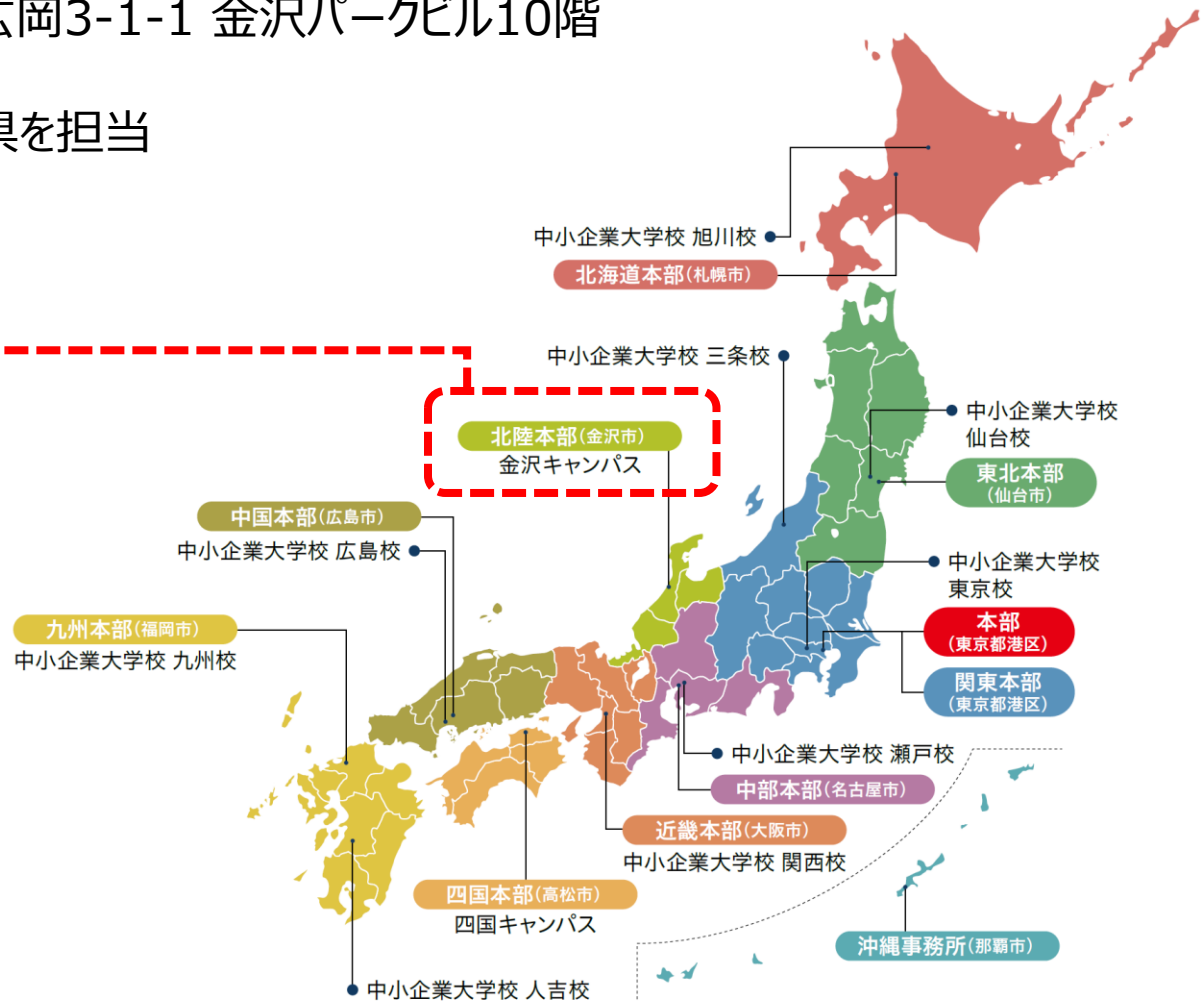 広岡3-1-1 金沢パークビル10階
県を担当
中小企業大学校 旭川校
北海道本部(札幌市)
中小企業大学校 三条校
北陸本部(金沢市)
金沢キャンパス
中小企業大学校
仙台校
東北本部
(仙台市)
中国本部(広島市)
中小企業大学校 広島校
中小企業大学校
東京校
本部
(東京都港区)
関東本部
(東京都港区)
九州本部(福岡市)
中小企業大学校 九州校
中小企業大学校 瀬戸校
中部本部(名古屋市)
近畿本部(大阪市)
中小企業大学校 関西校
四国本部(高松市)
四国キャンパス
沖縄事務所(那覇市)
中小企業大学校 人吉校